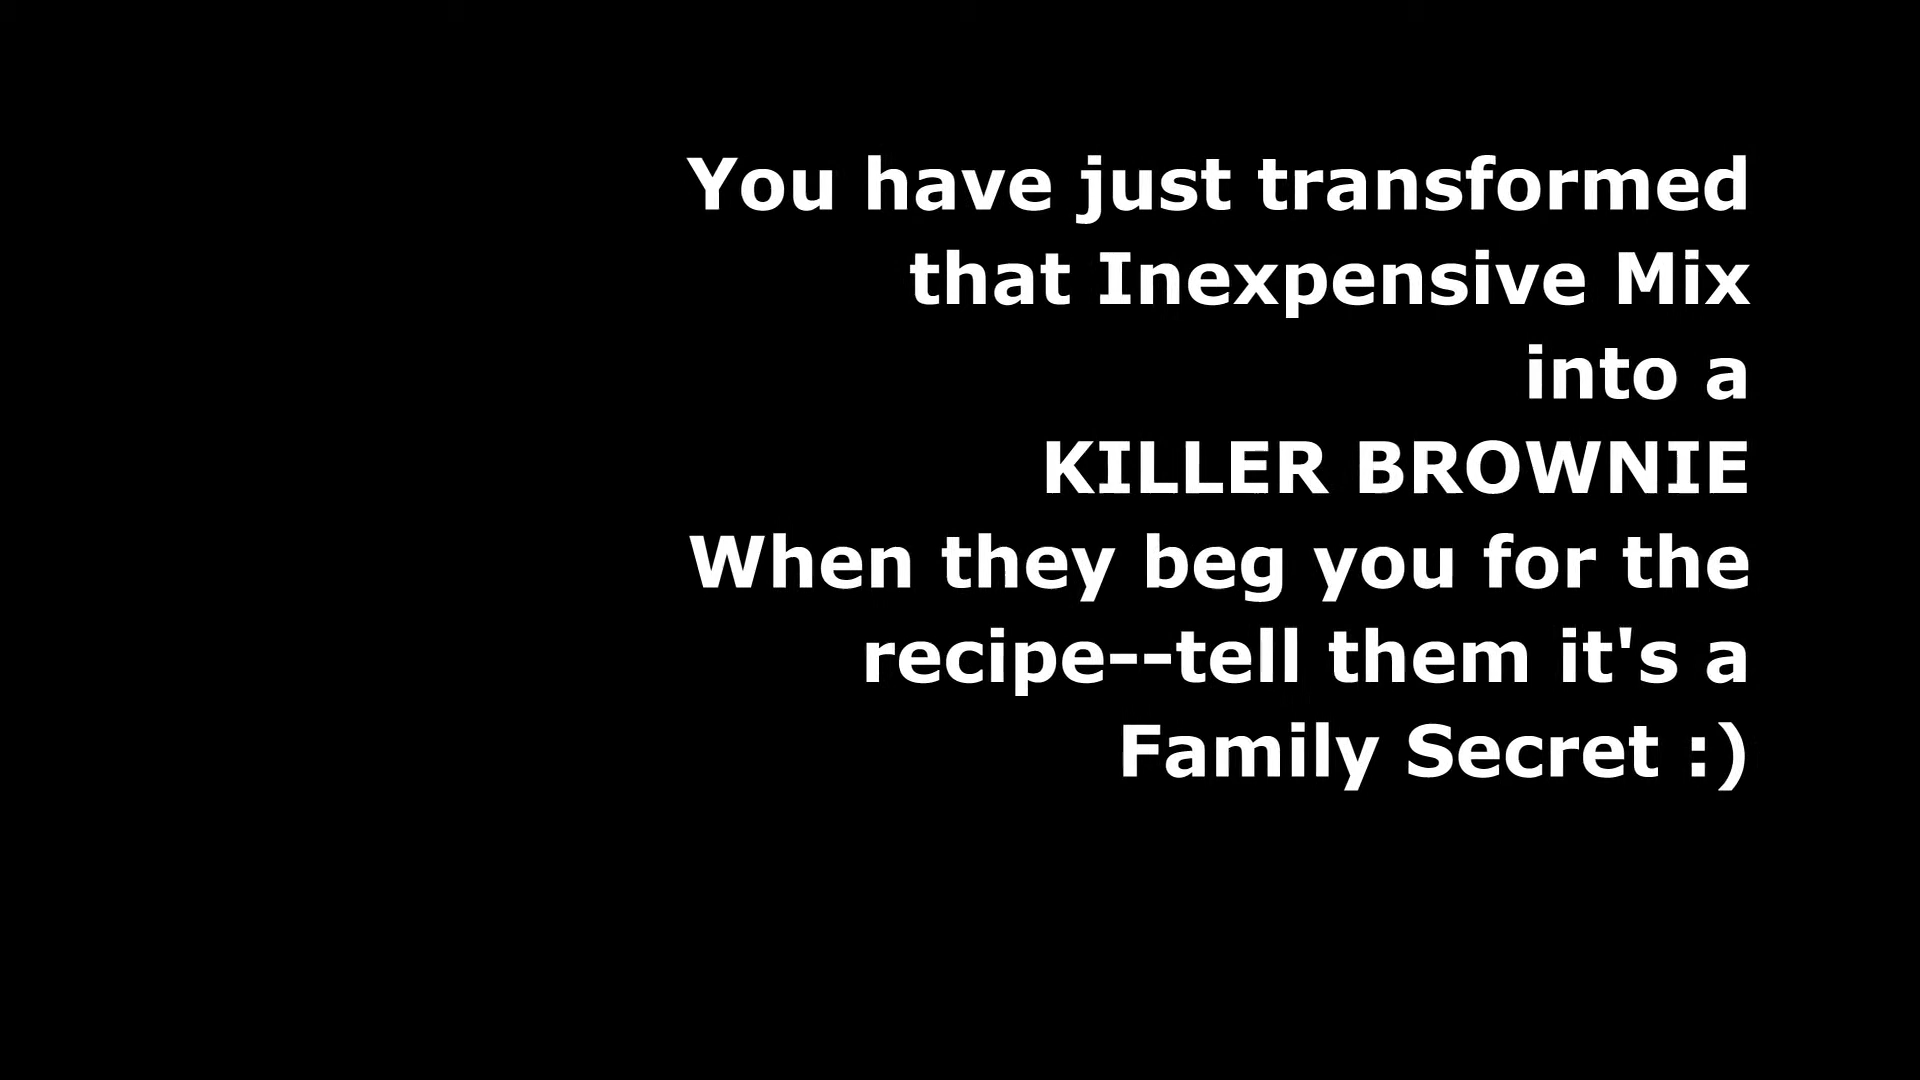 You have just transformed
that Inexpensive Mix
into a
KILLER BROWNIE
When they beg you for the
recipe--tell them it's a
Family Secret :)